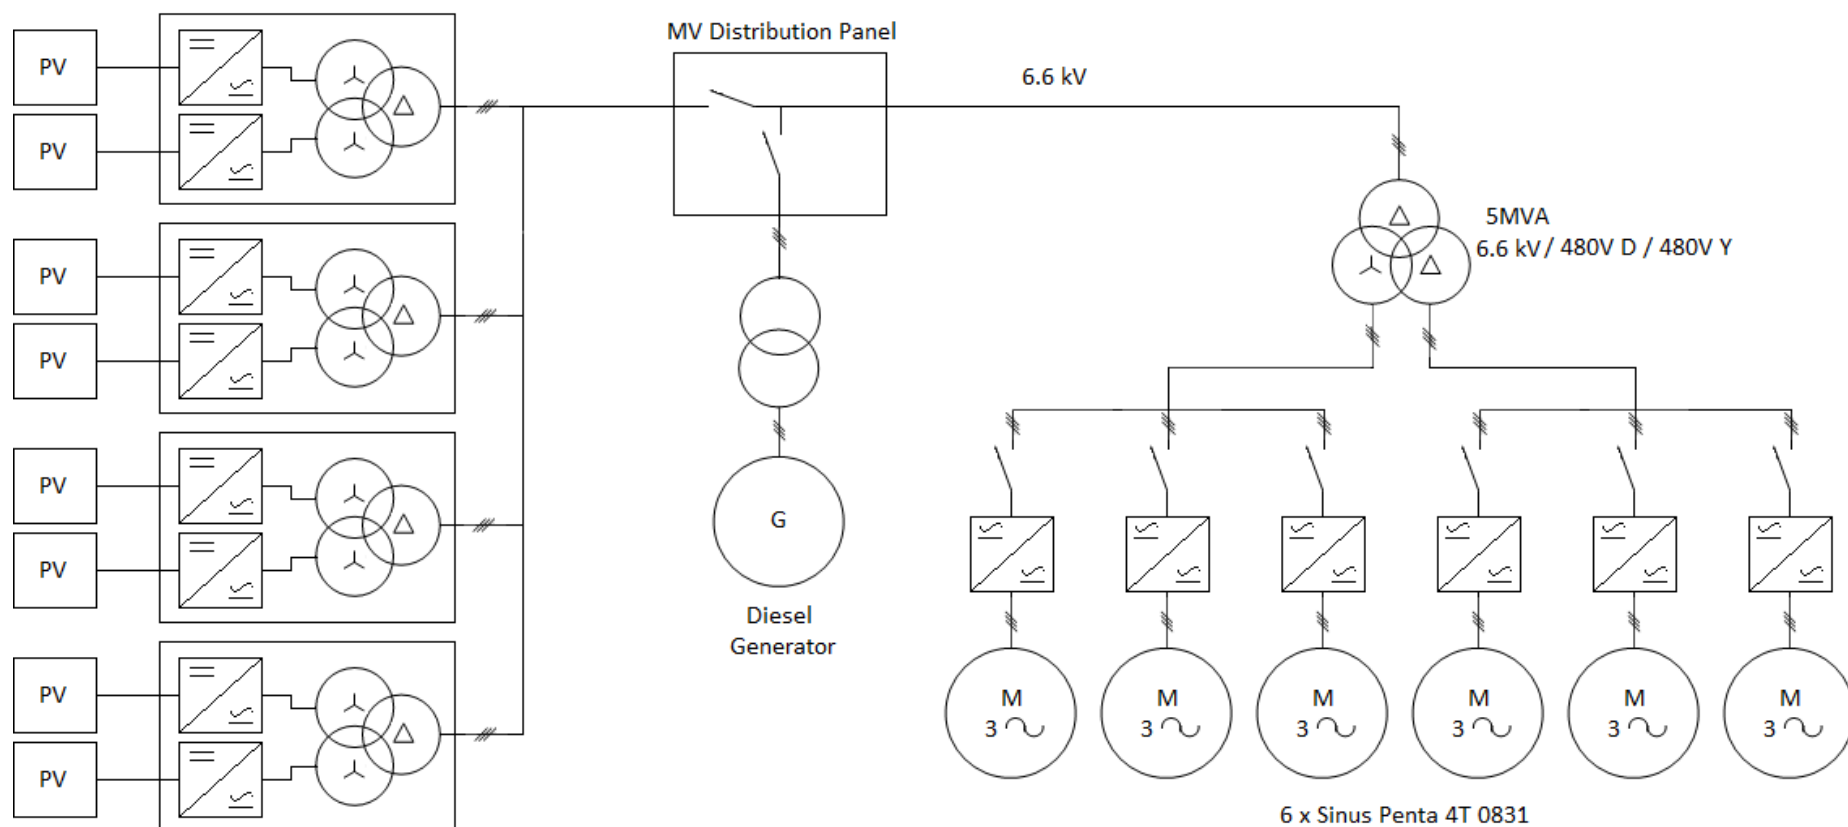 PV
PV
PV
PV
PV
PV
PV
PV
MV Distribution Panel
6.6 kV
5MVA
6.6 kV / 480V D / 480V Y
G
Diesel
Generator
M
3
M
3
M
3
M
3
M
3
M
3
6 x Sinus Penta 4T 0831